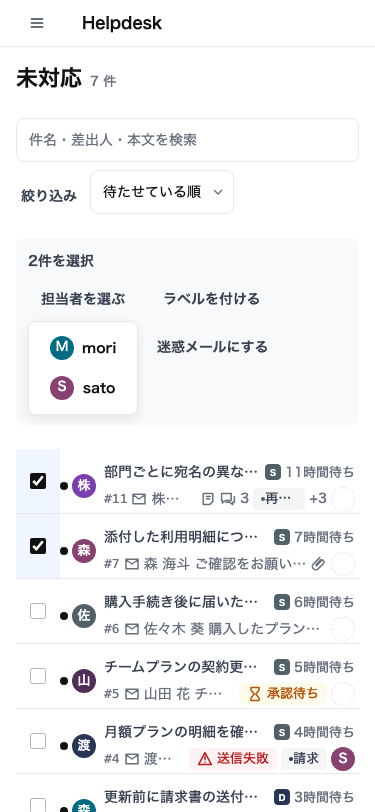 Helpdesk
未対応 7 件
件名・差出人・本文を検索
絞り込み 待たせている順
2件を選択
担当者を選ぶ ラベルを付ける
M mori
迷惑メールにする
S sato
部門ごとに宛名の異な… S 11時間待ち
株
#11 株… 3 •再… +3
添付した利用明細につ… S 7時間待ち
森
#7 森 海斗 ご確認をお願い…
購入手続き後に届いた… S 6時間待ち
佐
#6 佐々木 葵 購入したプラン…
チームプランの契約更… S 5時間待ち
山
#5 山田 花 チ… 承認待ち
月額プランの明細を確… S 4時間待ち
渡
#4 渡… 送信失敗 •請求 S
更新前に請求書の送付… D 3時間待ち
森